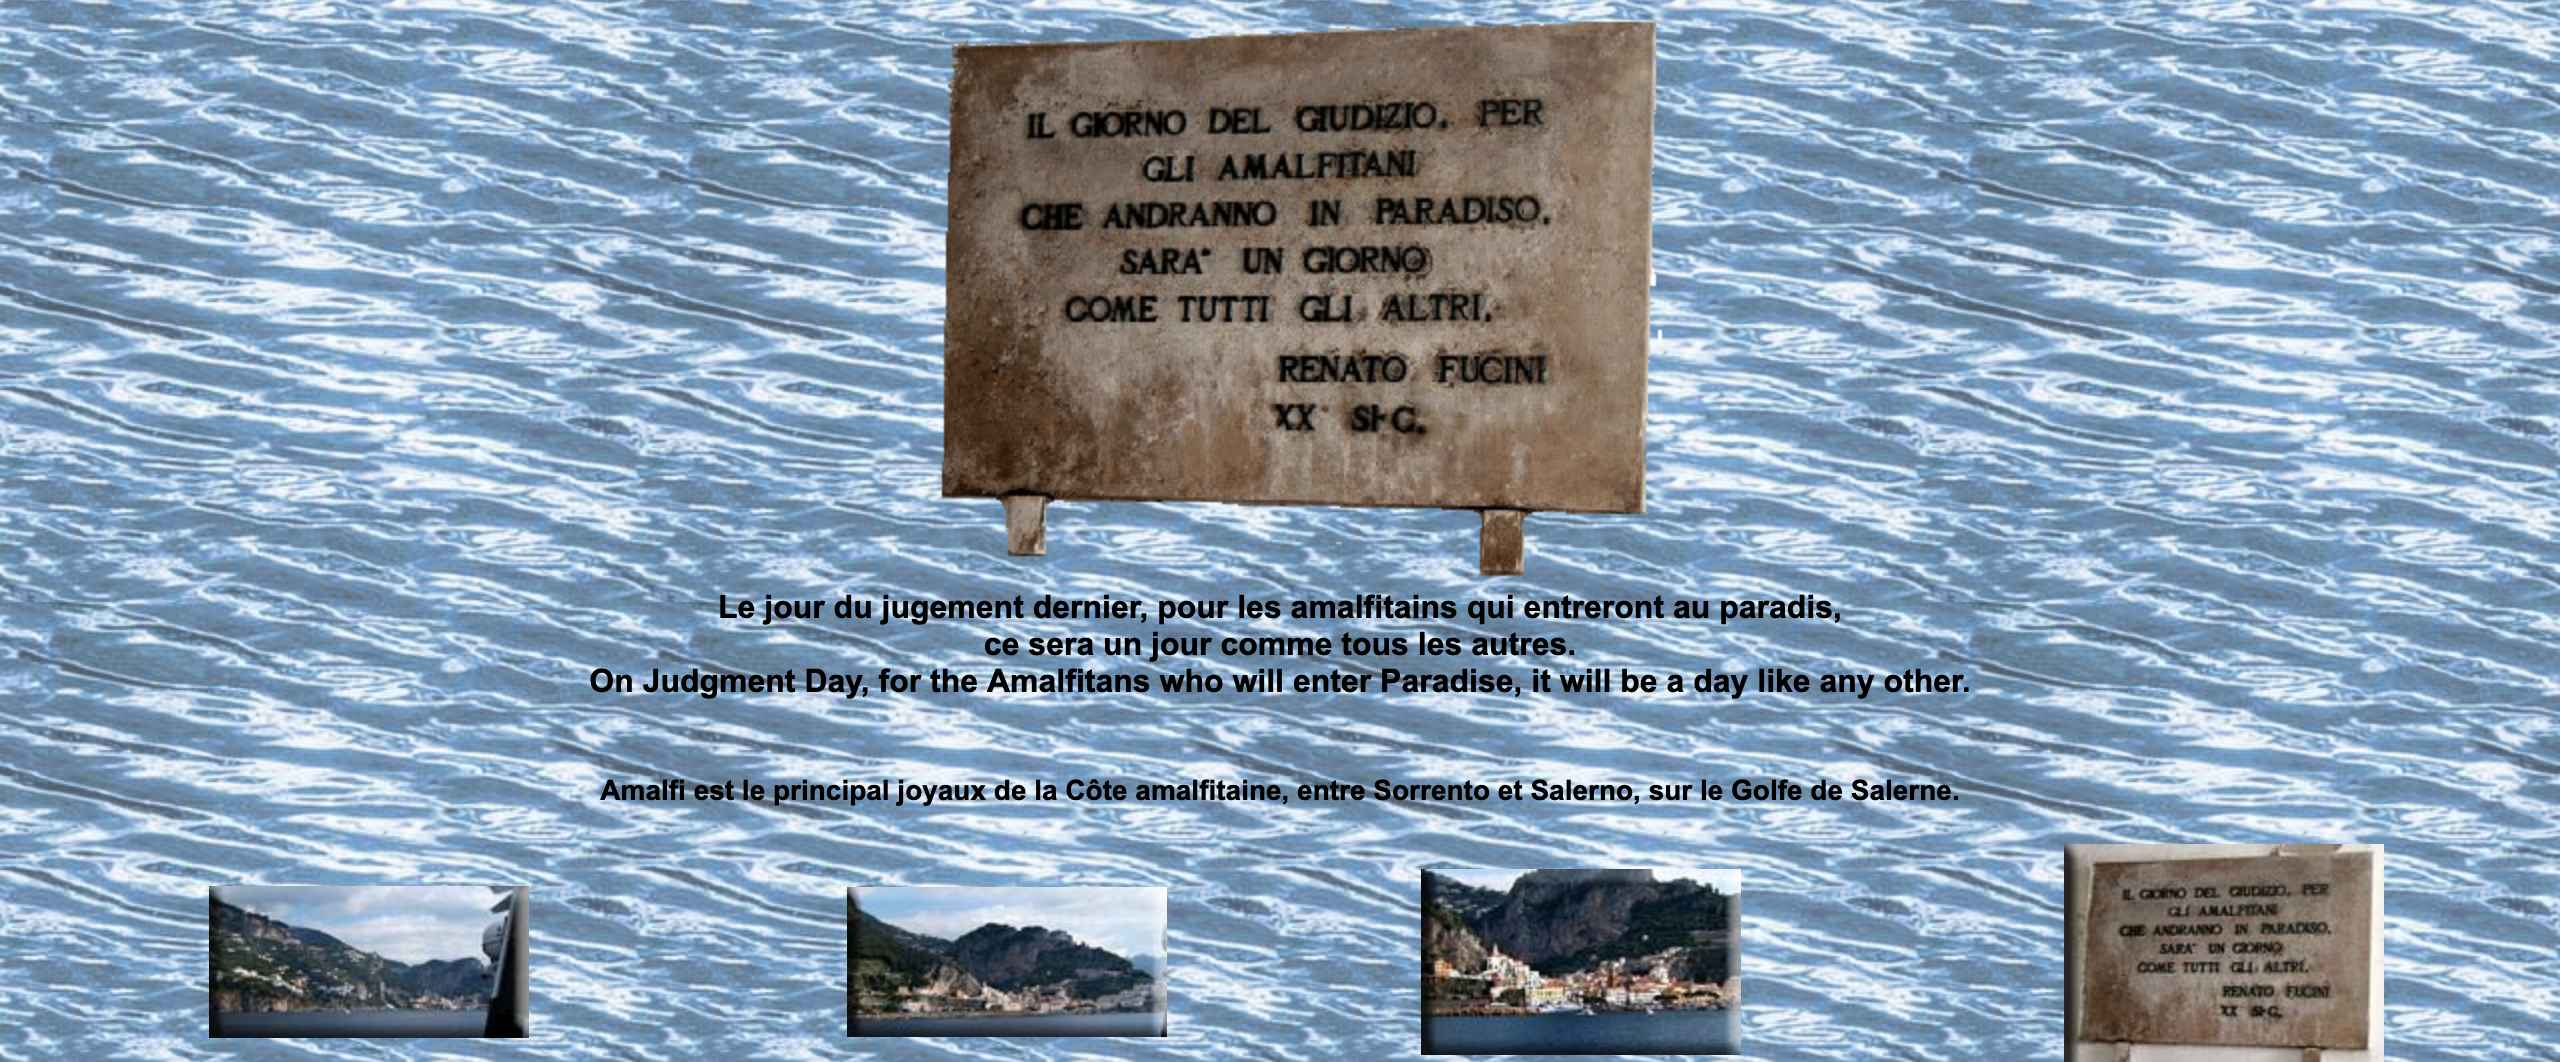 IL GIORNO DEL GIUDIZIO. PER
GLI AMALFITANI
CHE ANDRANNO IN PARADISO.
SARA' UN GIORNO
COME TUTTI GLI ALTRI.
RENATO FUCINI
XX SEC.
Le jour du jugement dernier, pour les amalfitains qui entreront au paradis,
ce sera un jour comme tous les autres.
On Judgment Day, for the Amalfitans who will enter Paradise, it will be a day like any other.
Amalfi est le principal joyaux de la Côte amalfitaine, entre Sorrento et Salerno, sur le Golfe de Salerne.
IL GIORNO DEL GIUDIZIO. PER
GLI AMALFITANI
CHE ANDRANNO IN PARADISO.
SARA' UN GIORNO
COME TUTTI GLI ALTRI.
RENATO FUCINI
XX SEC.